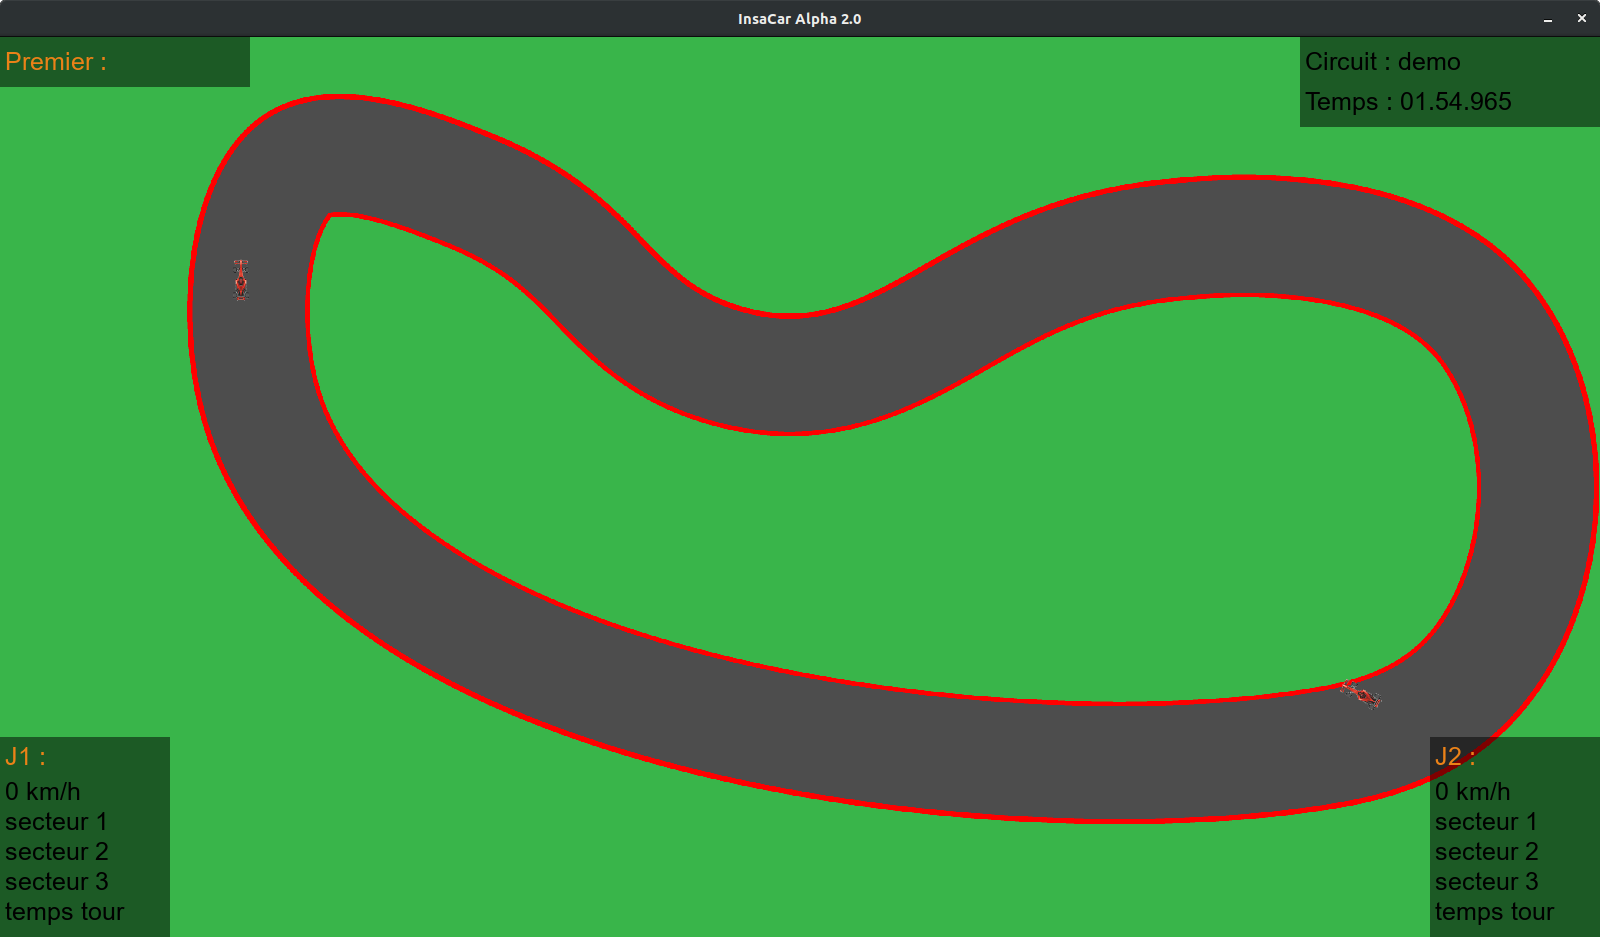 InsaCar Alpha 2.0
Premier :
Circuit : demo
Temps : 01.54.965
J1 :
0 km/h
secteur 1
secteur 2
secteur 3
temps tour
J2 :
0 km/h
secteur 1
secteur 2
secteur 3
temps tour